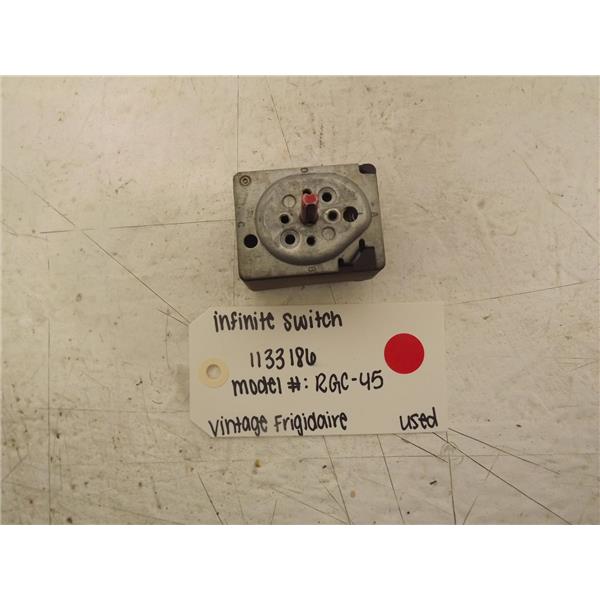 infinite switch
1133186
model #: RGC-45
vintage Frigidaire used